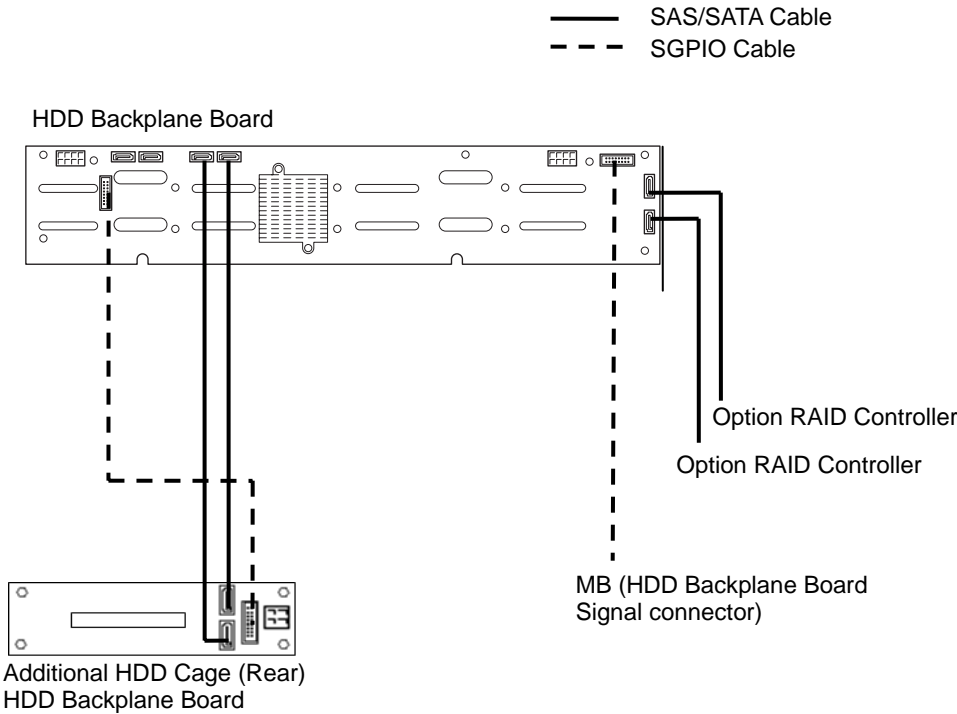 SAS/SATA Cable
SGPIO Cable
HDD Backplane Board
Option RAID Controller
Option RAID Controller
MB (HDD Backplane Board
Signal connector)
Additional HDD Cage (Rear)
HDD Backplane Board